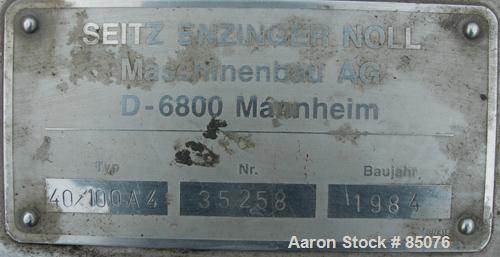 SEITZ ENZINGER NOLL
Maschinenbau AG
D-6800 Mannheim
Typ Nr. Baujahr
40/100A4 35258 1984
Aaron Stock # 85076